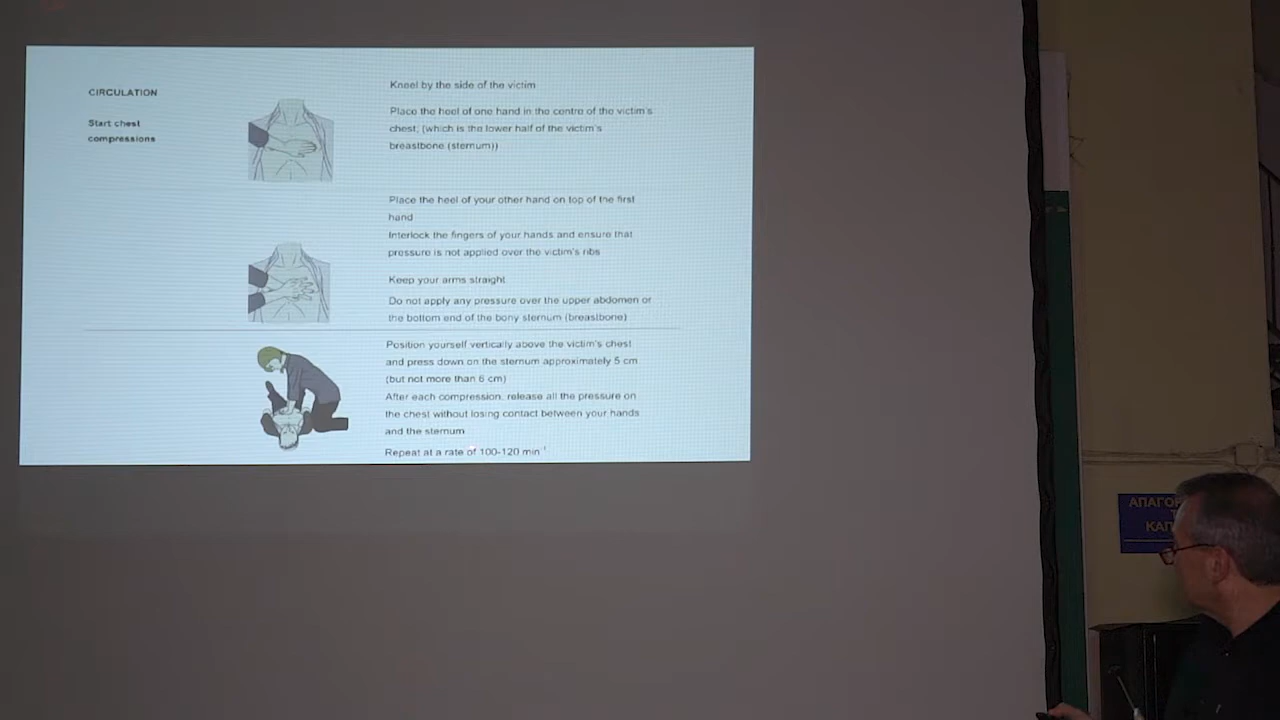 CIRCULATION
Start chest
compressions
Kneel by the side of the victim
Place the heel of one hand in the centre of the victim's
chest; (which is the lower half of the victim's
breastbone (sternum))
Place the heel of your other hand on top of the first
hand
Interlock the fingers of your hands and ensure that
pressure is not applied over the victim's ribs
Keep your arms straight
Do not apply any pressure over the upper abdomen or
the bottom end of the bony sternum (breastbone)
Position yourself vertically above the victim's chest
and press down on the sternum approximately 5 cm
(but not more than 6 cm)
After each compression, release all the pressure on
the chest without losing contact between your hands
and the sternum
Repeat at a rate of 100-120 min